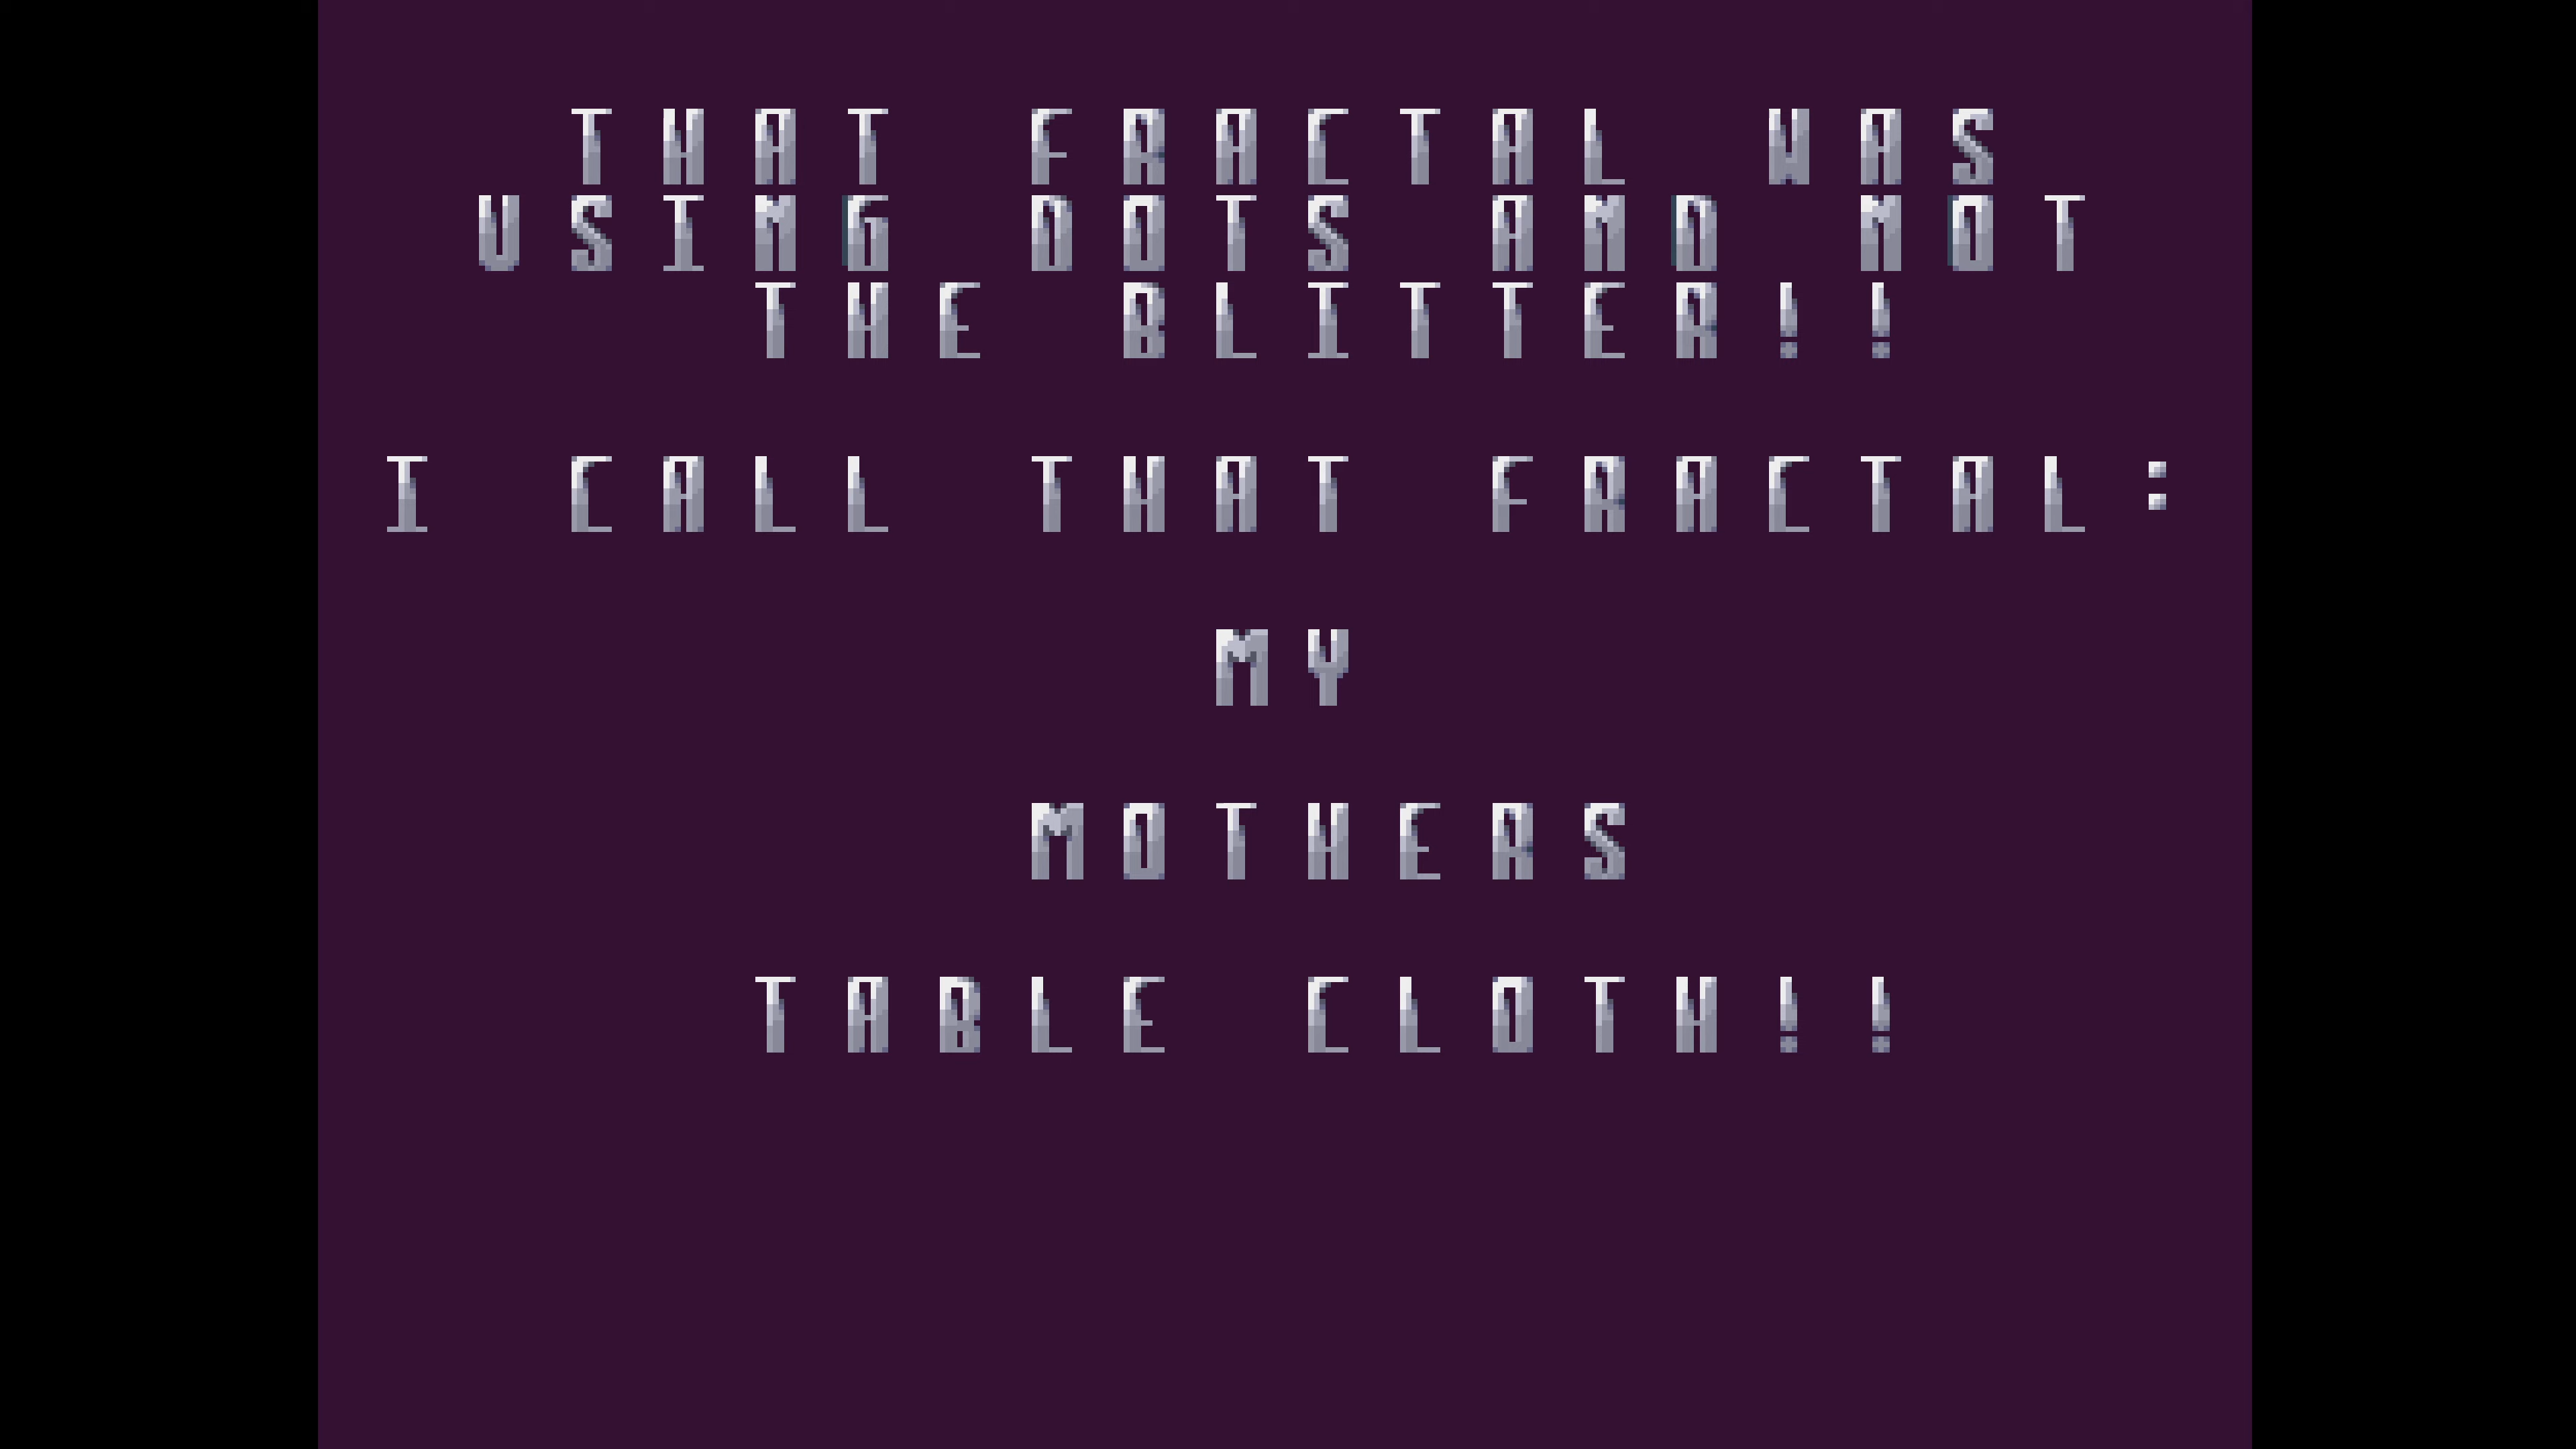 THAT FRACTAL WAS
USING DOTS AND NOT
THE BLITTER!!
I CALL THAT FRACTAL:
MY
MOTHERS
TABLE CLOTH!!